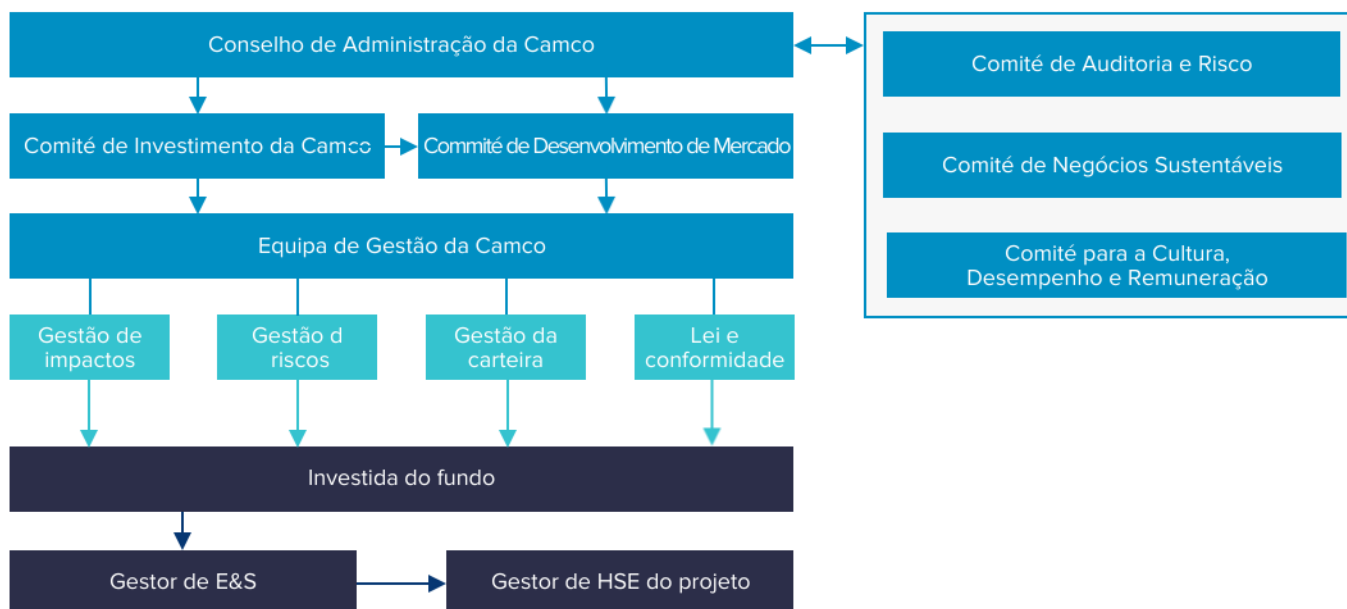 Conselho de Administração da Camco
Comité de Investimento da Camco
Commité de Desenvolvimento de Mercado
Equipa de Gestão da Camco
Gestão de
impactos
Gestão d
riscos
Gestão da
carteira
Lei e
conformidade
Investida do fundo
Gestor de E&S
Gestor de HSE do projeto
Comité de Auditoria e Risco
Comité de Negócios Sustentáveis
Comité para a Cultura,
Desempenho e Remuneração